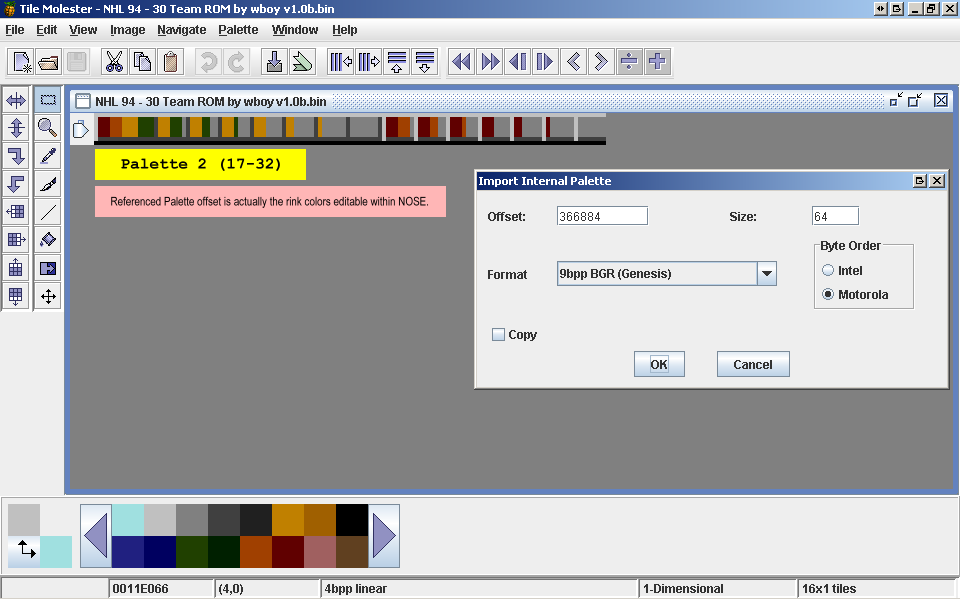 Tile Molester - NHL 94 - 30 Team ROM by wboy v1.0b.bin
File Edit View Image Navigate Palette Window Help
NHL 94 - 30 Team ROM by wboy v1.0b.bin
Palette 2 (17-32)
Referenced Palette offset is actually the rink colors editable within NOSE.
Import Internal Palette
Offset: 366884 Size: 64
Byte Order
Format 9bpp BGR (Genesis) Intel
Motorola
Copy
OK Cancel
0011E066 (4,0) 4bpp linear 1-Dimensional 16x1 tiles